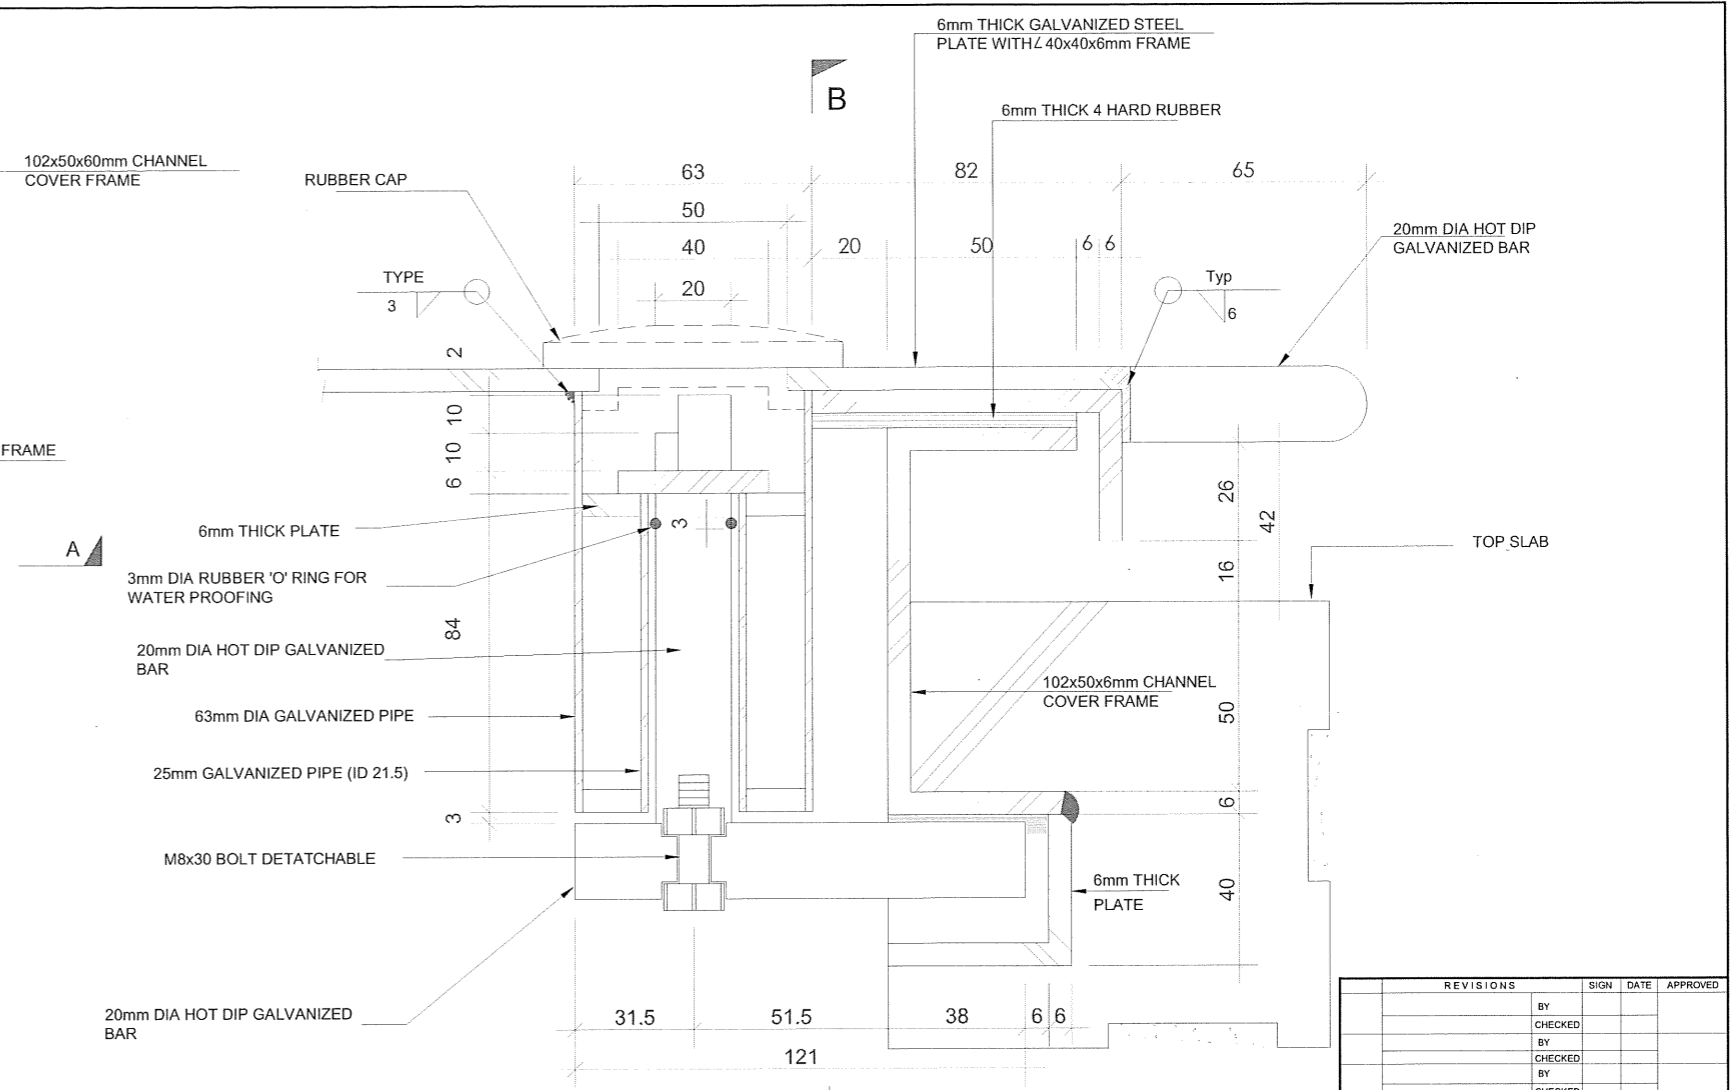 6mm THICK GALVANIZED STEEL
PLATE WITH∠ 40x40x6mm FRAME
B
6mm THICK 4 HARD RUBBER
102x50x60mm CHANNEL
COVER FRAME
RUBBER CAP
63
82
65
50
40
20
50
6 6
20
20mm DIA HOT DIP
GALVANIZED BAR
TYPE
3
Typ
6
2
10
10
6
FRAME
6mm THICK PLATE
3
26
42
A
TOP SLAB
3mm DIA RUBBER 'O' RING FOR
WATER PROOFING
16
84
20mm DIA HOT DIP GALVANIZED
BAR
102x50x6mm CHANNEL
COVER FRAME
63mm DIA GALVANIZED PIPE
50
25mm GALVANIZED PIPE (ID 21.5)
6
3
M8x30 BOLT DETATCHABLE
6mm THICK
PLATE
40
20mm DIA HOT DIP GALVANIZED
BAR
31.5
51.5
38
6 6
121
REVISIONS SIGN DATE APPROVED
BY
CHECKED
BY
CHECKED
BY
CHECKED